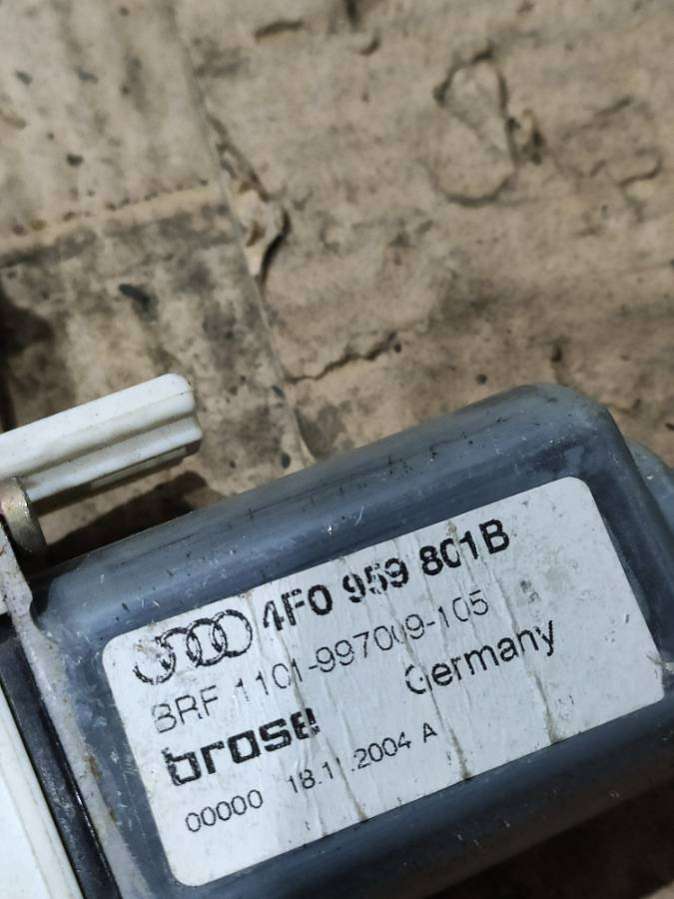 4F0 959 801B
BRF 1101-997009-105
brose Germany
00000 18.11.2004 A